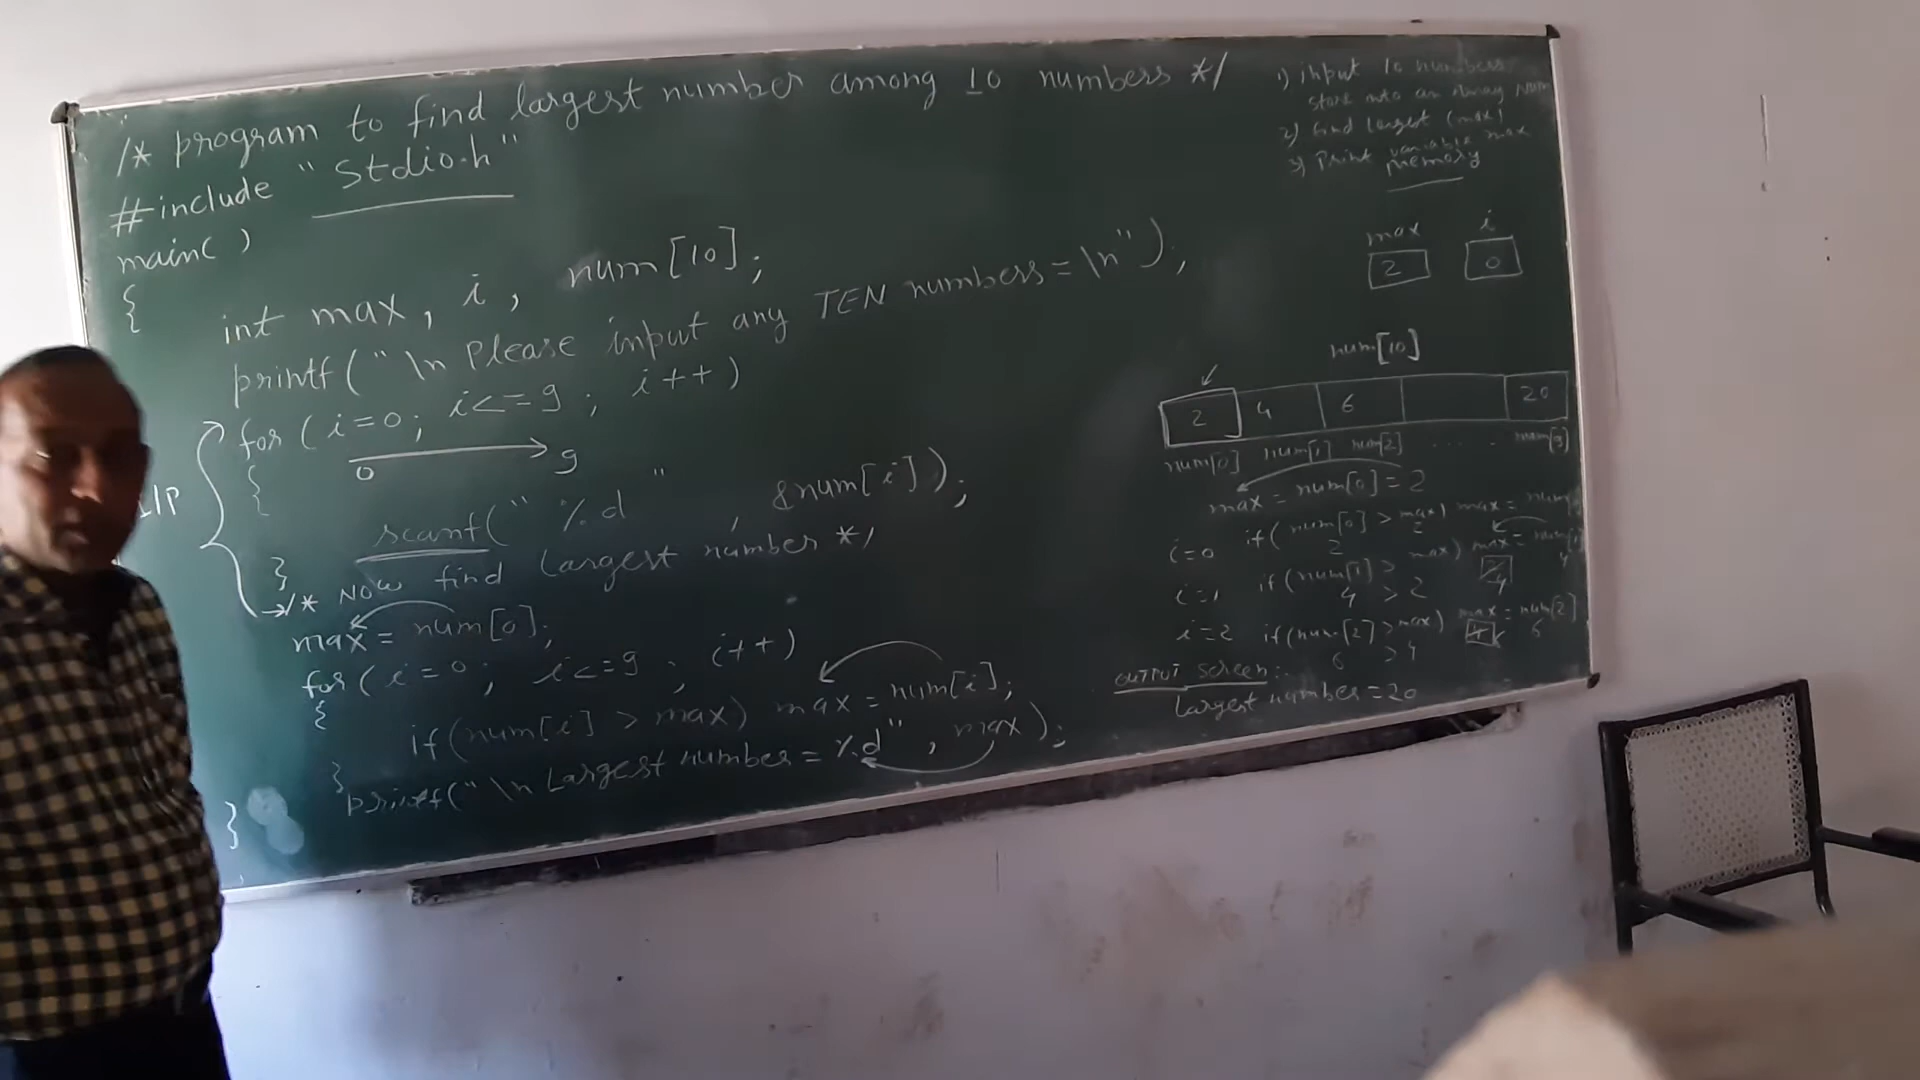 /* program to find largest number among 10 numbers */
#include "Stdio.h"
main( )
{
int max, i, num[10];
printf("\n Please input any TEN numbers=\n");
for (i=0; i<=9; i++)
0 9
{
I/P
scanf(" %d ", &num[i]);
}
/* Now find largest number */
max = num[0];
for(i=0; i<=9; i++)
{
if(num[i] > max) max = num[i];
}
printf("\n Largest number = %d", max);
}
1) input 10 numbers
store into an array num
2) find largest (max)
3) Print variable max
memory
max i
2 0
num[10]
2 4 6 20
num[0] num[1] num[2] ..... num[9]
max = num[0] = 2
i=0 if(num[0] > max) max = num
2 2
i=1 if(num[1] > max) max = num[1]
4 > 2 4 4
i=2 if(num[2] > max) max = num[2]
6 > 4 6
OUTPUT Screen:-
largest number = 20